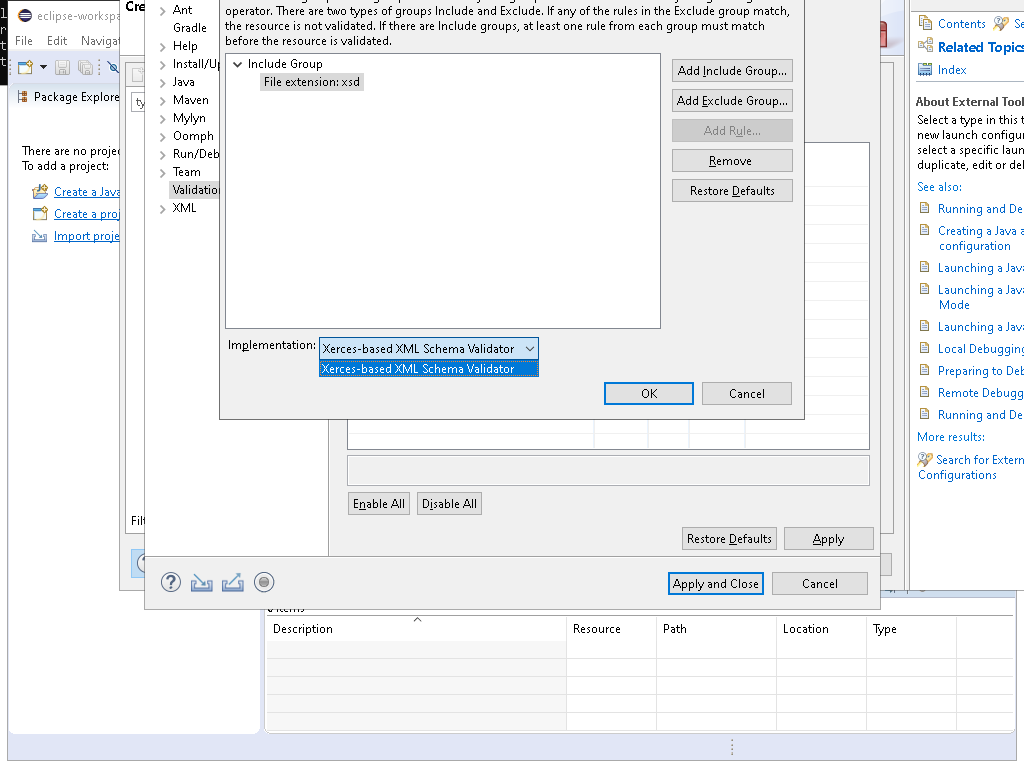 eclipse-workspa
File Edit Navigat
Package Explore
There are no projec
To add a project:
Create a Java
Create a proj
Import proje
Cre
ty
Filt
Ant
Gradle
Help
Install/Up
Java
Maven
Mylyn
Oomph
Run/Deb
Team
Validation
XML
operator. There are two types of groups Include and Exclude. If any of the rules in the Exclude group match,
the resource is not validated. If there are Include groups, at least one rule from each group must match
before the resource is validated.
Include Group
File extension: xsd
Add Include Group...
Add Exclude Group...
Add Rule...
Remove
Restore Defaults
Implementation: Xerces-based XML Schema Validator
Xerces-based XML Schema Validator
OK Cancel
Enable All Disable All
Restore Defaults Apply
Apply and Close Cancel
Contents Se
Related Topics
Index
About External Tool
Select a type in this t
new launch configur
select a specific laun
duplicate, edit or del
See also:
Running and De
Creating a Java a
configuration
Launching a Java
Launching a Java
Mode
Launching a Java
Local Debugging
Preparing to Deb
Remote Debugg
Running and De
More results:
Search for Extern
Configurations
0 items
Description Resource Path Location Type